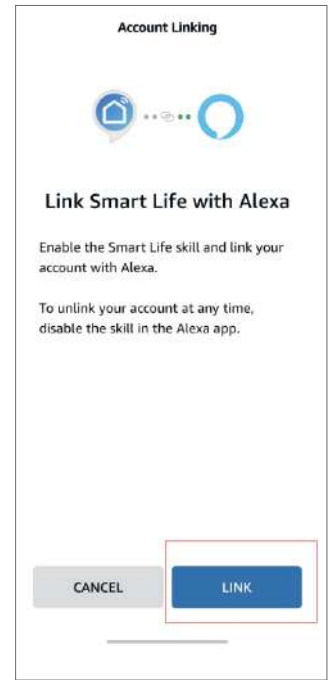 Account Linking
Link Smart Life with Alexa
Enable the Smart Life skill and link your
account with Alexa.
To unlink your account at any time,
disable the skill in the Alexa app.
CANCEL
LINK